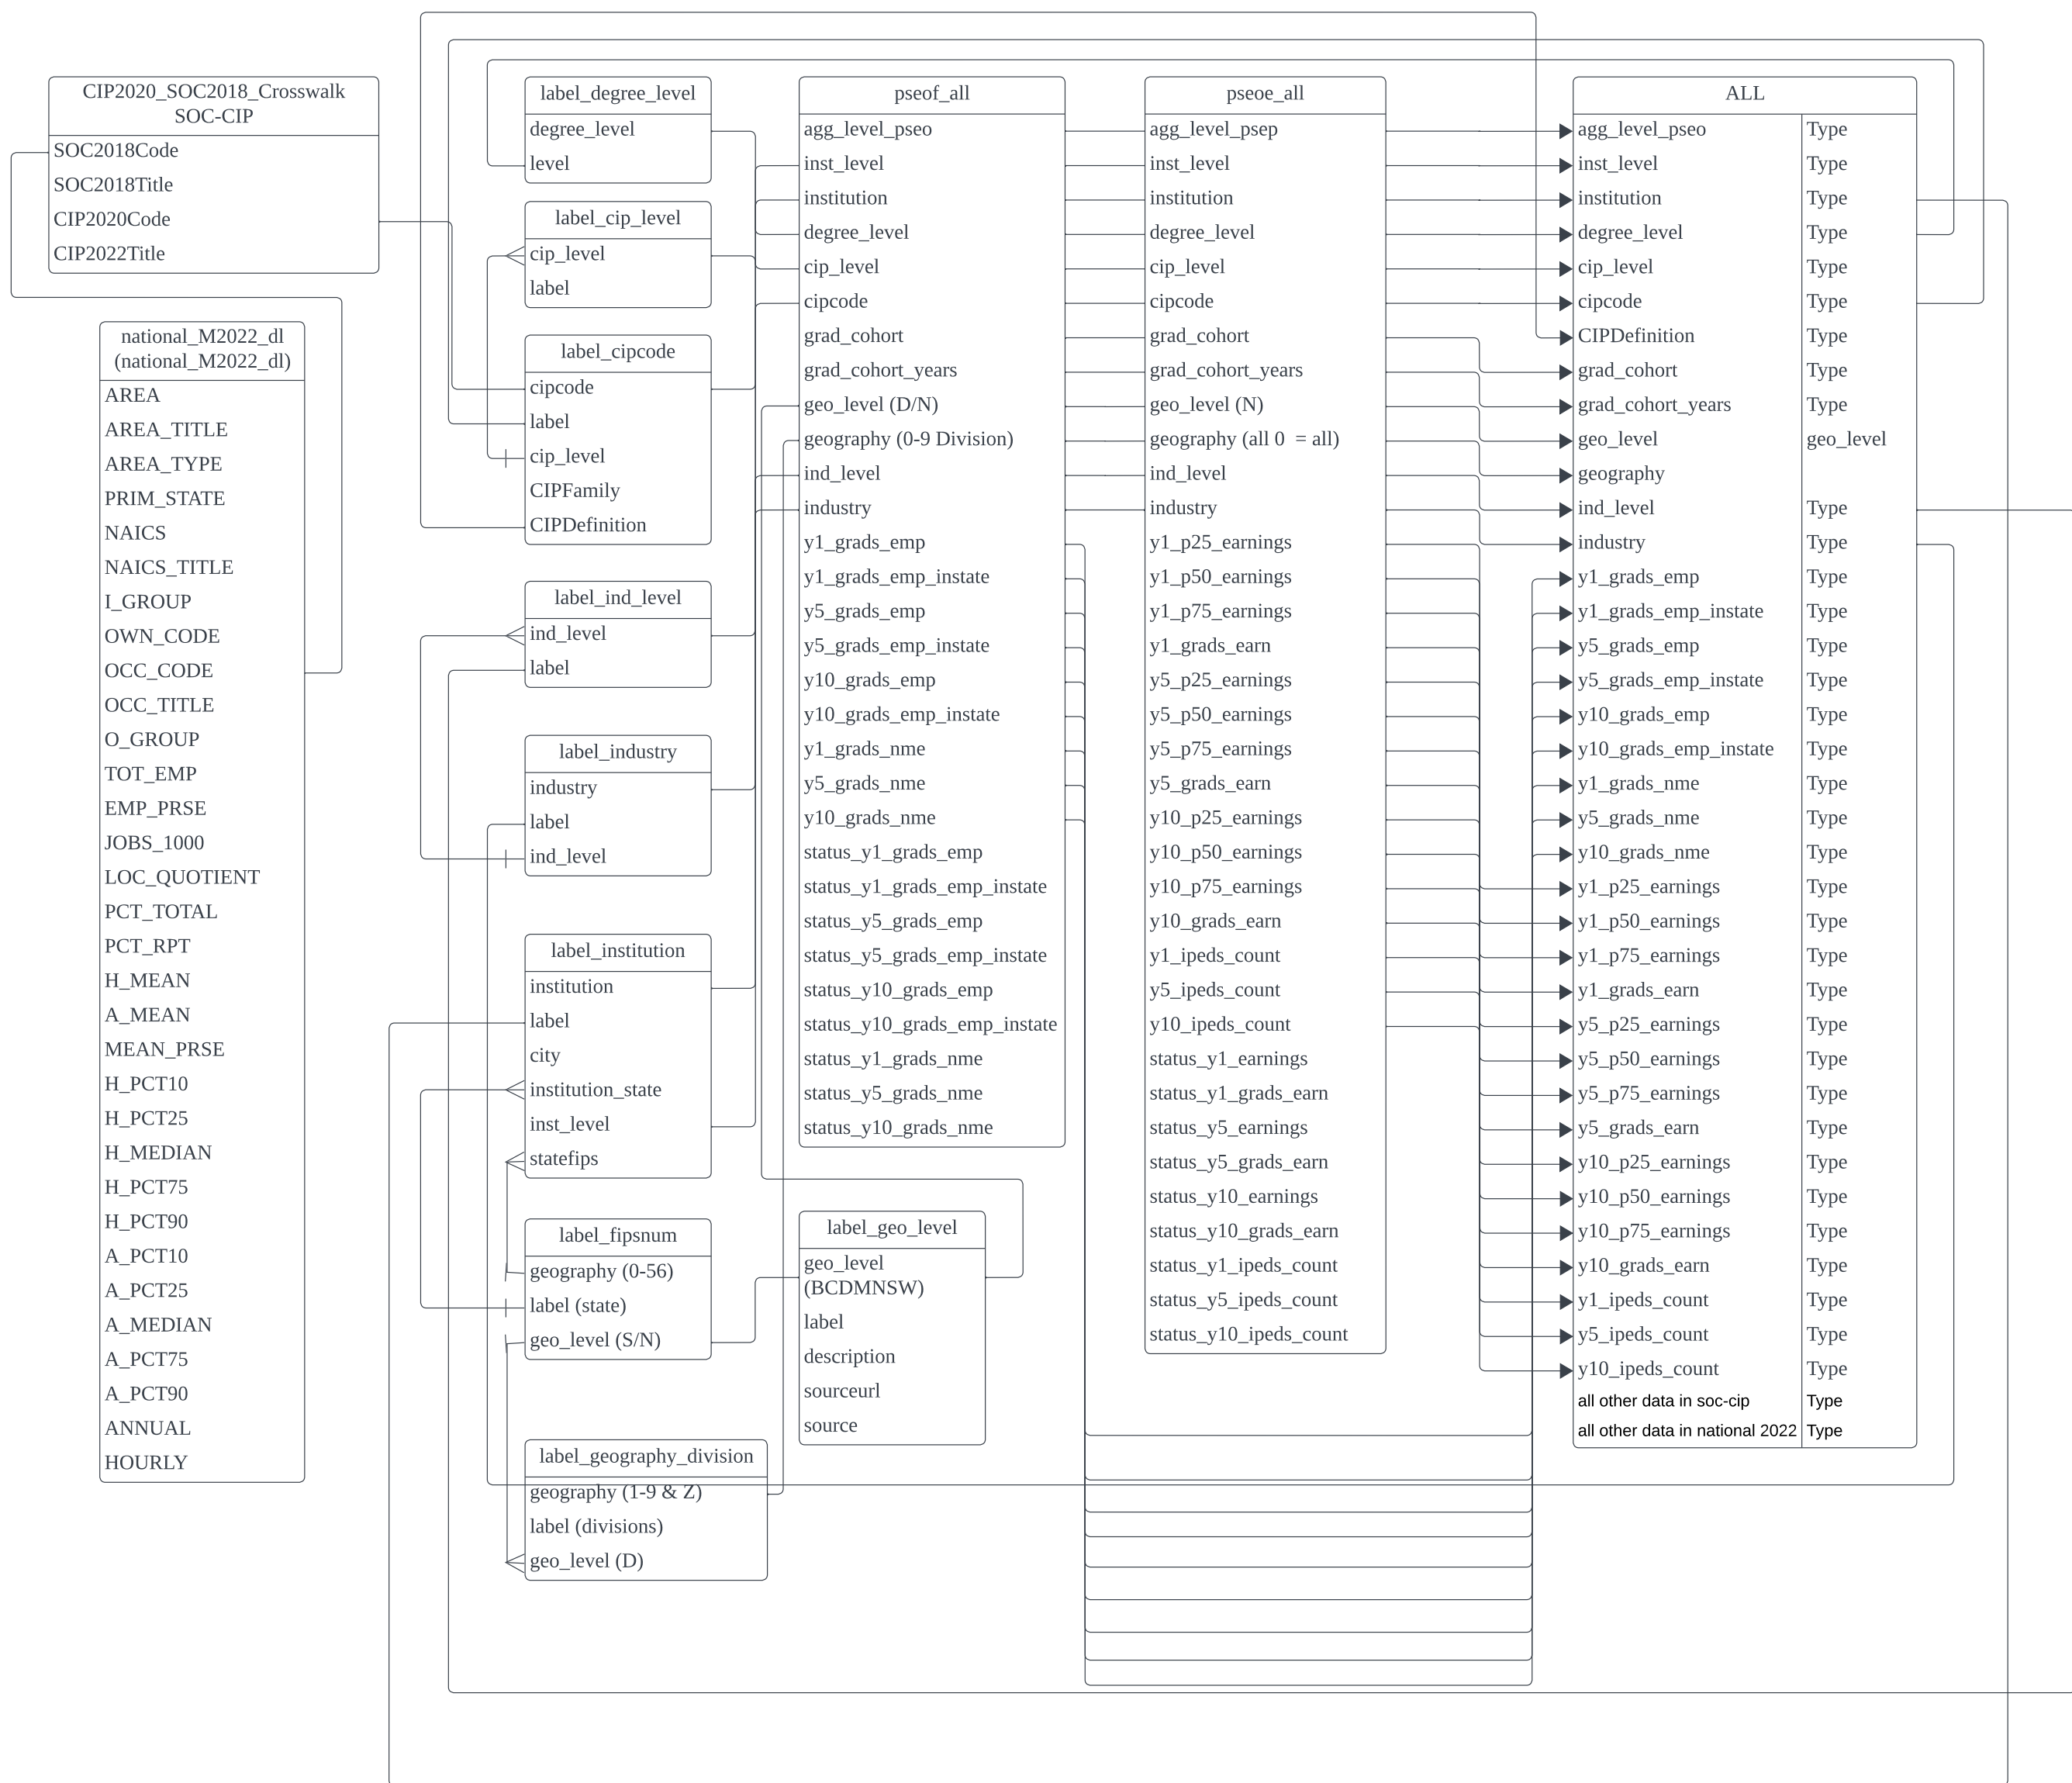 CIP2020_SOC2018_Crosswalk
SOC-CIP
SOC2018Code
SOC2018Title
CIP2020Code
CIP2022Title
national_M2022_dl
(national_M2022_dl)
AREA
AREA_TITLE
AREA_TYPE
PRIM_STATE
NAICS
NAICS_TITLE
I_GROUP
OWN_CODE
OCC_CODE
OCC_TITLE
O_GROUP
TOT_EMP
EMP_PRSE
JOBS_1000
LOC_QUOTIENT
PCT_TOTAL
PCT_RPT
H_MEAN
A_MEAN
MEAN_PRSE
H_PCT10
H_PCT25
H_MEDIAN
H_PCT75
H_PCT90
A_PCT10
A_PCT25
A_MEDIAN
A_PCT75
A_PCT90
ANNUAL
HOURLY
label_degree_level
degree_level
level
label_cip_level
cip_level
label
label_cipcode
cipcode
label
cip_level
CIPFamily
CIPDefinition
label_ind_level
ind_level
label
label_industry
industry
label
ind_level
label_institution
institution
label
city
institution_state
inst_level
statefips
label_fipsnum
geography (0-56)
label (state)
geo_level (S/N)
label_geography_division
geography (1-9 & Z)
label (divisions)
geo_level (D)
pseof_all
agg_level_pseo
inst_level
institution
degree_level
cip_level
cipcode
grad_cohort
grad_cohort_years
geo_level (D/N)
geography (0-9 Division)
ind_level
industry
y1_grads_emp
y1_grads_emp_instate
y5_grads_emp
y5_grads_emp_instate
y10_grads_emp
y10_grads_emp_instate
y1_grads_nme
y5_grads_nme
y10_grads_nme
status_y1_grads_emp
status_y1_grads_emp_instate
status_y5_grads_emp
status_y5_grads_emp_instate
status_y10_grads_emp
status_y10_grads_emp_instate
status_y1_grads_nme
status_y5_grads_nme
status_y10_grads_nme
label_geo_level
geo_level
(BCDMNSW)
label
description
sourceurl
source
pseoe_all
agg_level_psep
inst_level
institution
degree_level
cip_level
cipcode
grad_cohort
grad_cohort_years
geo_level (N)
geography (all 0  = all)
ind_level
industry
y1_p25_earnings
y1_p50_earnings
y1_p75_earnings
y1_grads_earn
y5_p25_earnings
y5_p50_earnings
y5_p75_earnings
y5_grads_earn
y10_p25_earnings
y10_p50_earnings
y10_p75_earnings
y10_grads_earn
y1_ipeds_count
y5_ipeds_count
y10_ipeds_count
status_y1_earnings
status_y1_grads_earn
status_y5_earnings
status_y5_grads_earn
status_y10_earnings
status_y10_grads_earn
status_y1_ipeds_count
status_y5_ipeds_count
status_y10_ipeds_count
ALL
agg_level_pseo Type
inst_level Type
institution Type
degree_level Type
cip_level Type
cipcode Type
CIPDefinition Type
grad_cohort Type
grad_cohort_years Type
geo_level geo_level
geography
ind_level Type
industry Type
y1_grads_emp Type
y1_grads_emp_instate Type
y5_grads_emp Type
y5_grads_emp_instate Type
y10_grads_emp Type
y10_grads_emp_instate Type
y1_grads_nme Type
y5_grads_nme Type
y10_grads_nme Type
y1_p25_earnings Type
y1_p50_earnings Type
y1_p75_earnings Type
y1_grads_earn Type
y5_p25_earnings Type
y5_p50_earnings Type
y5_p75_earnings Type
y5_grads_earn Type
y10_p25_earnings Type
y10_p50_earnings Type
y10_p75_earnings Type
y10_grads_earn Type
y1_ipeds_count Type
y5_ipeds_count Type
y10_ipeds_count Type
all other data in soc-cip Type
all other data in national 2022 Type